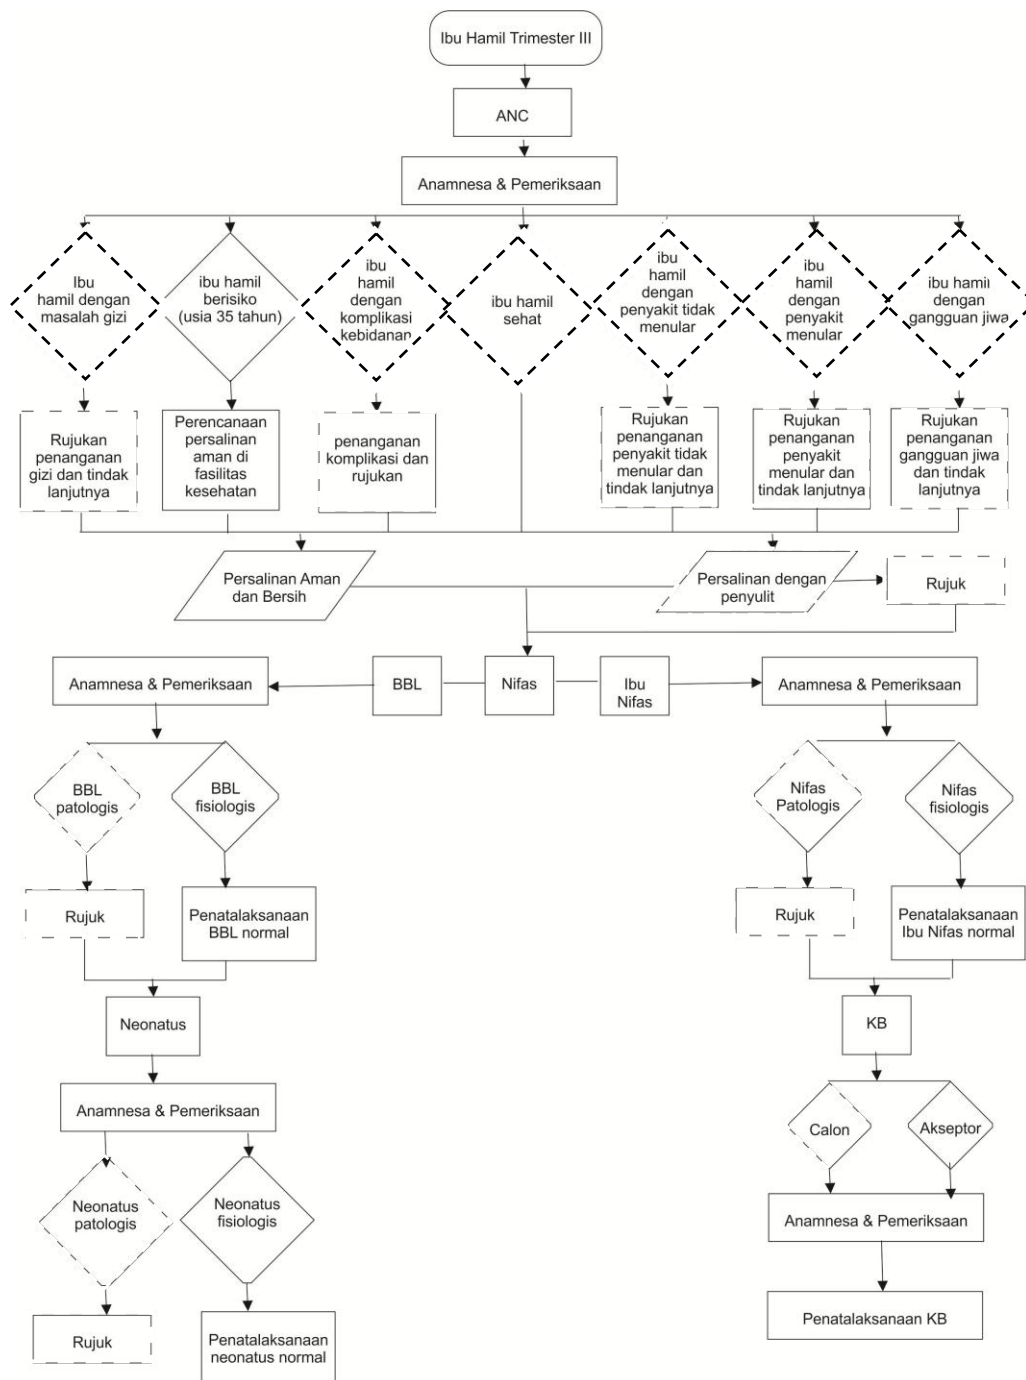 Ibu Hamil Trimester III
ANC
Anamnesa & Pemeriksaan
Ibu
hamil dengan
masalah gizi
ibu hamil
berisiko
(usia 35 tahun)
ibu
hamil
dengan
komplikasi
kebidanan
ibu hamil
sehat
ibu
hamil
dengan
penyakit tidak
menular
ibu
hamil
dengan
penyakit
menular
ibu hamil
dengan
gangguan jiwa
Rujukan
penanganan
gizi dan tindak
lanjutnya
Perencanaan
persalinan
aman di
fasilitas
kesehatan
penanganan
komplikasi dan
rujukan
Rujukan
penanganan
penyakit tidak
menular dan
tindak lanjutnya
Rujukan
penanganan
penyakit
menular dan
tindak lanjutnya
Rujukan
penanganan
gangguan jiwa
dan tindak
lanjutnya
Persalinan Aman
dan Bersih
Persalinan dengan
penyulit
Rujuk
Anamnesa & Pemeriksaan
BBL
Nifas
Ibu
Nifas
Anamnesa & Pemeriksaan
BBL
patologis
BBL
fisiologis
Nifas
Patologis
Nifas
fisiologis
Rujuk
Penatalaksanaan
BBL normal
Rujuk
Penatalaksanaan
Ibu Nifas normal
Neonatus
KB
Anamnesa & Pemeriksaan
Calon
Akseptor
Neonatus
patologis
Neonatus
fisiologis
Anamnesa & Pemeriksaan
Rujuk
Penatalaksanaan
neonatus normal
Penatalaksanaan KB